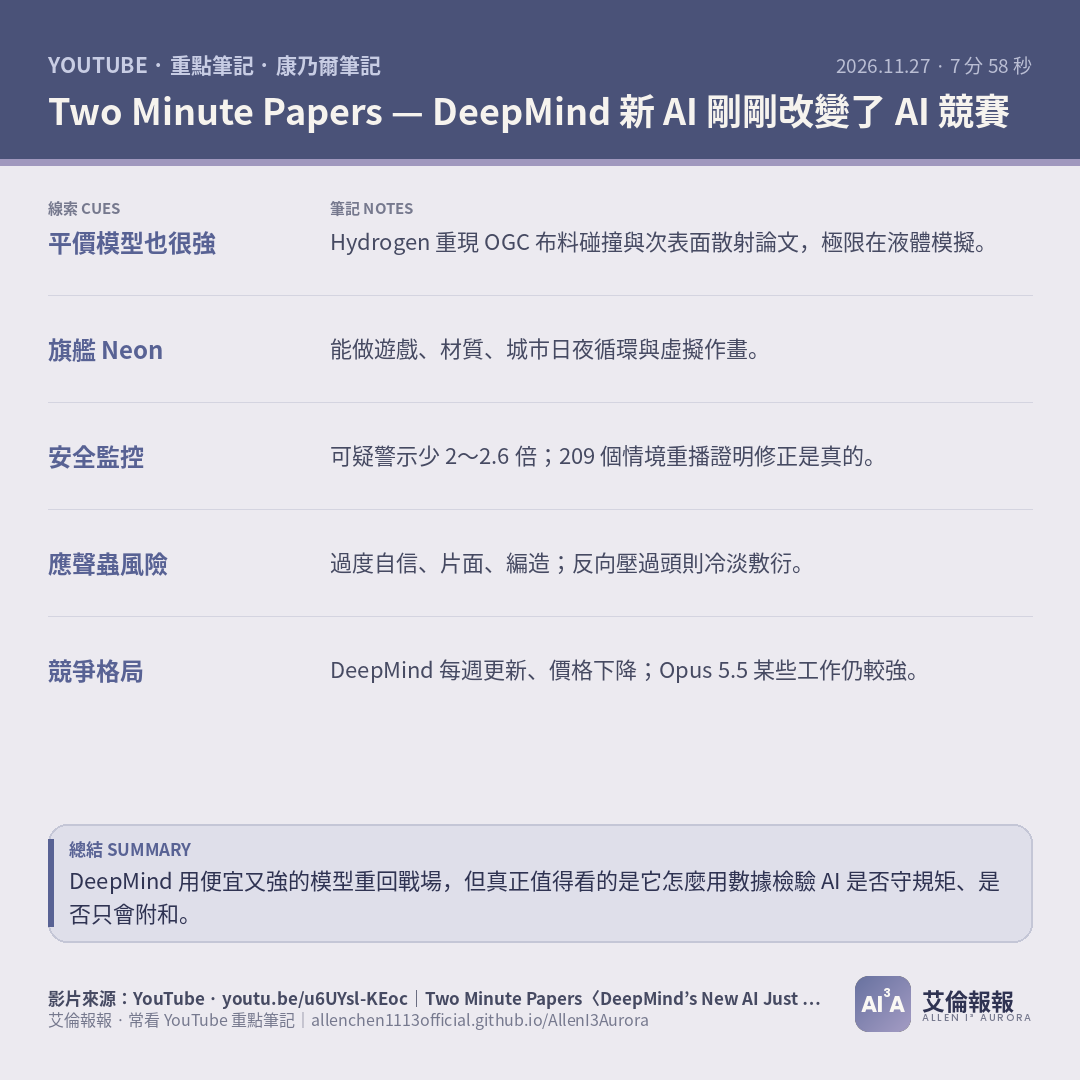 YOUTUBE · 重點筆記 · 康乃爾筆記
2026.11.27 · 7 分 58 秒
Two Minute Papers — DeepMind 新 AI 剛剛改變了 AI 競賽
線索 CUES
筆記 NOTES
平價模型也很強
Hydrogen 重現 OGC 布料碰撞與次表面散射論文，極限在液體模擬。
旗艦 Neon
能做遊戲、材質、城市日夜循環與虛擬作畫。
安全監控
可疑警示少 2～2.6 倍；209 個情境重播證明修正是真的。
應聲蟲風險
過度自信、片面、編造；反向壓過頭則冷淡敷衍。
競爭格局
DeepMind 每週更新、價格下降；Opus 5.5 某些工作仍較強。
總結 SUMMARY
DeepMind 用便宜又強的模型重回戰場，但真正值得看的是它怎麼用數據檢驗 AI 是否守規矩、是
否只會附和。
影片來源：YouTube · youtu.be/u6UYsl-KEoc｜Two Minute Papers〈DeepMind’s New AI Just …
艾倫報報 · 常看 YouTube 重點筆記｜allenchen1113official.github.io/AllenI3Aurora
AI³A
艾倫報報
ALLEN I³ AURORA